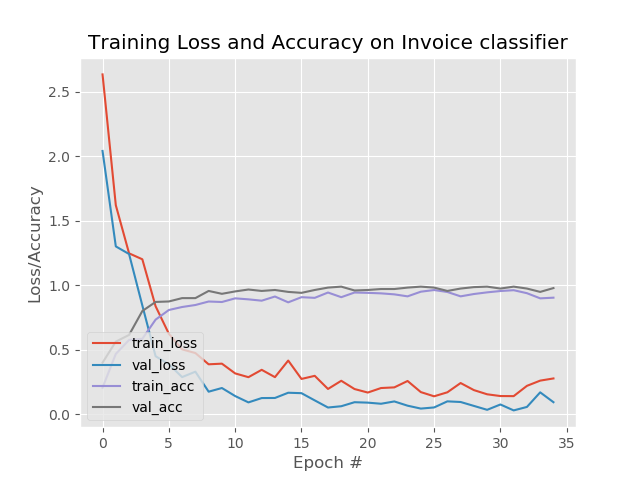 Training Loss and Accuracy on Invoice classifier
Loss/Accuracy
2.5
2.0
1.5
1.0
0.5
0.0
train_loss
val_loss
train_acc
val_acc
0 5 10 15 20 25 30 35
Epoch #